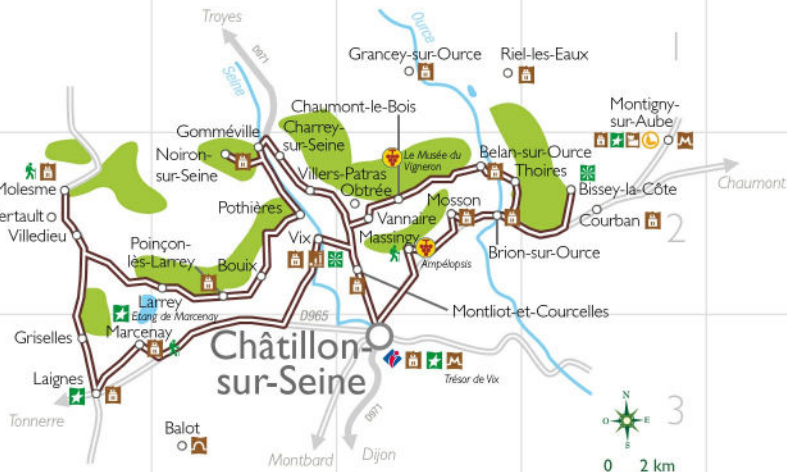 Troyes
D971
Seine
Ource
Grancey-sur-Ource
Riel-les-Eaux
1
Chaumont-le-Bois
Montigny-
sur-Aube
Gomméville
Charrey-
sur-Seine
Le Musée du
Vigneron
Noiron-
sur-Seine
Belan-sur-Ource
Thoires
Villers-Patras
Obtrée
Chaumont
Molesme
Bissey-la-Côte
ertault
Pothières
Vannaire
Mosson
Courban
2
Villedieu
Vix
Massingy
Poinçon-
lès-Larrey
Bouix
Ampélopsis
Brion-sur-Ource
Larrey
Etang de Marcenay
Montliot-et-Courcelles
D965
Griselles
Marcenay
Châtillon-
sur-Seine
Laignes
Trésor de Vix
Tonnerre
D971
N
O
E
S
3
Balot
Montbard
Dijon
0 2 km